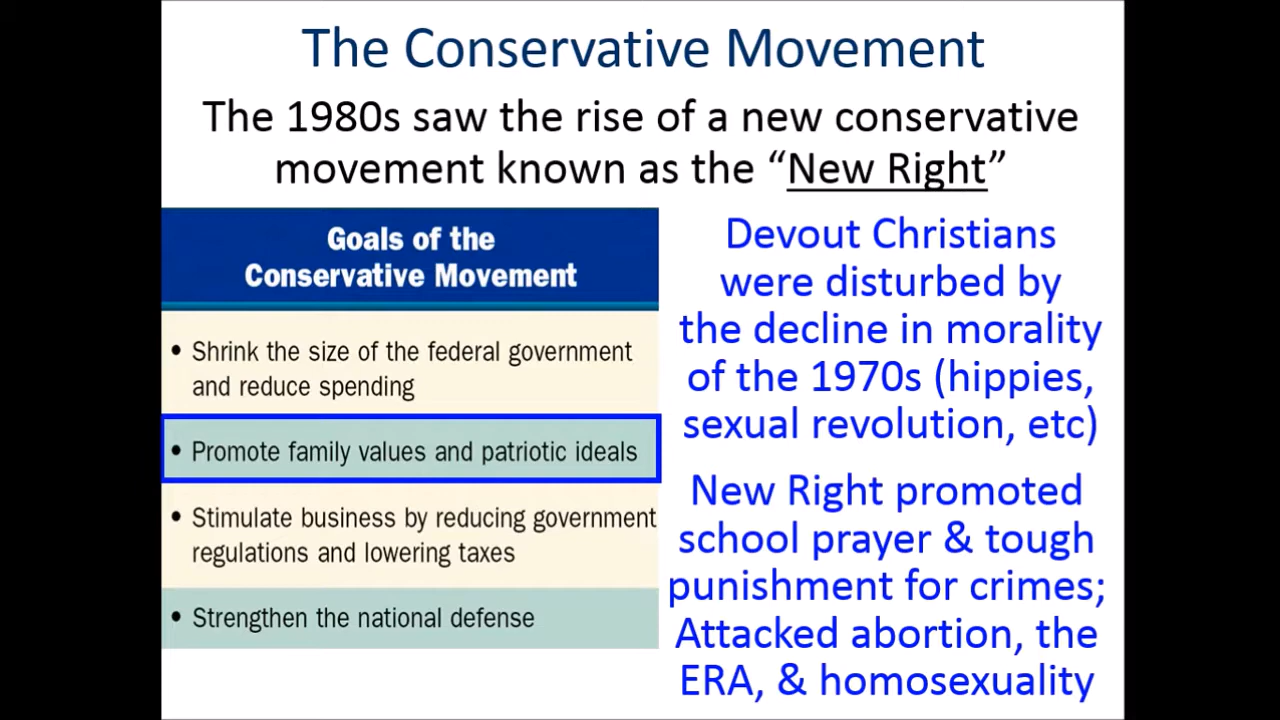 The Conservative Movement
The 1980s saw the rise of a new conservative
movement known as the “New Right”
Goals of the
Conservative Movement
• Shrink the size of the federal government
and reduce spending
• Promote family values and patriotic ideals
• Stimulate business by reducing government
regulations and lowering taxes
• Strengthen the national defense
Devout Christians
were disturbed by
the decline in morality
of the 1970s (hippies,
sexual revolution, etc)
New Right promoted
school prayer & tough
punishment for crimes;
Attacked abortion, the
ERA, & homosexuality